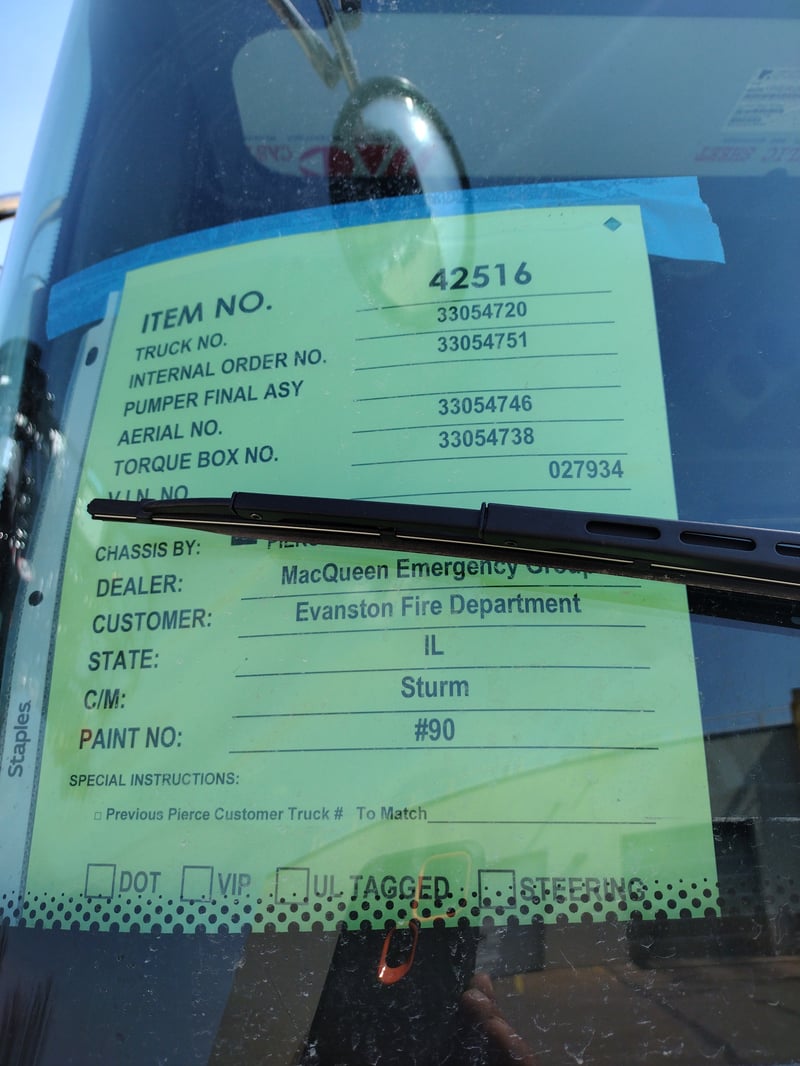 ITEM NO. 42516
TRUCK NO. 33054720
INTERNAL ORDER NO. 33054751
PUMPER FINAL ASY
AERIAL NO. 33054746
TORQUE BOX NO. 33054738
V.I.N. NO. 027934
CHASSIS BY:
DEALER: MacQueen Emergency Group
CUSTOMER: Evanston Fire Department
STATE: IL
C/M: Sturm
PAINT NO: #90
SPECIAL INSTRUCTIONS:
□ Previous Pierce Customer Truck # To Match
DOT VIP UL TAGGED STEERING
Staples